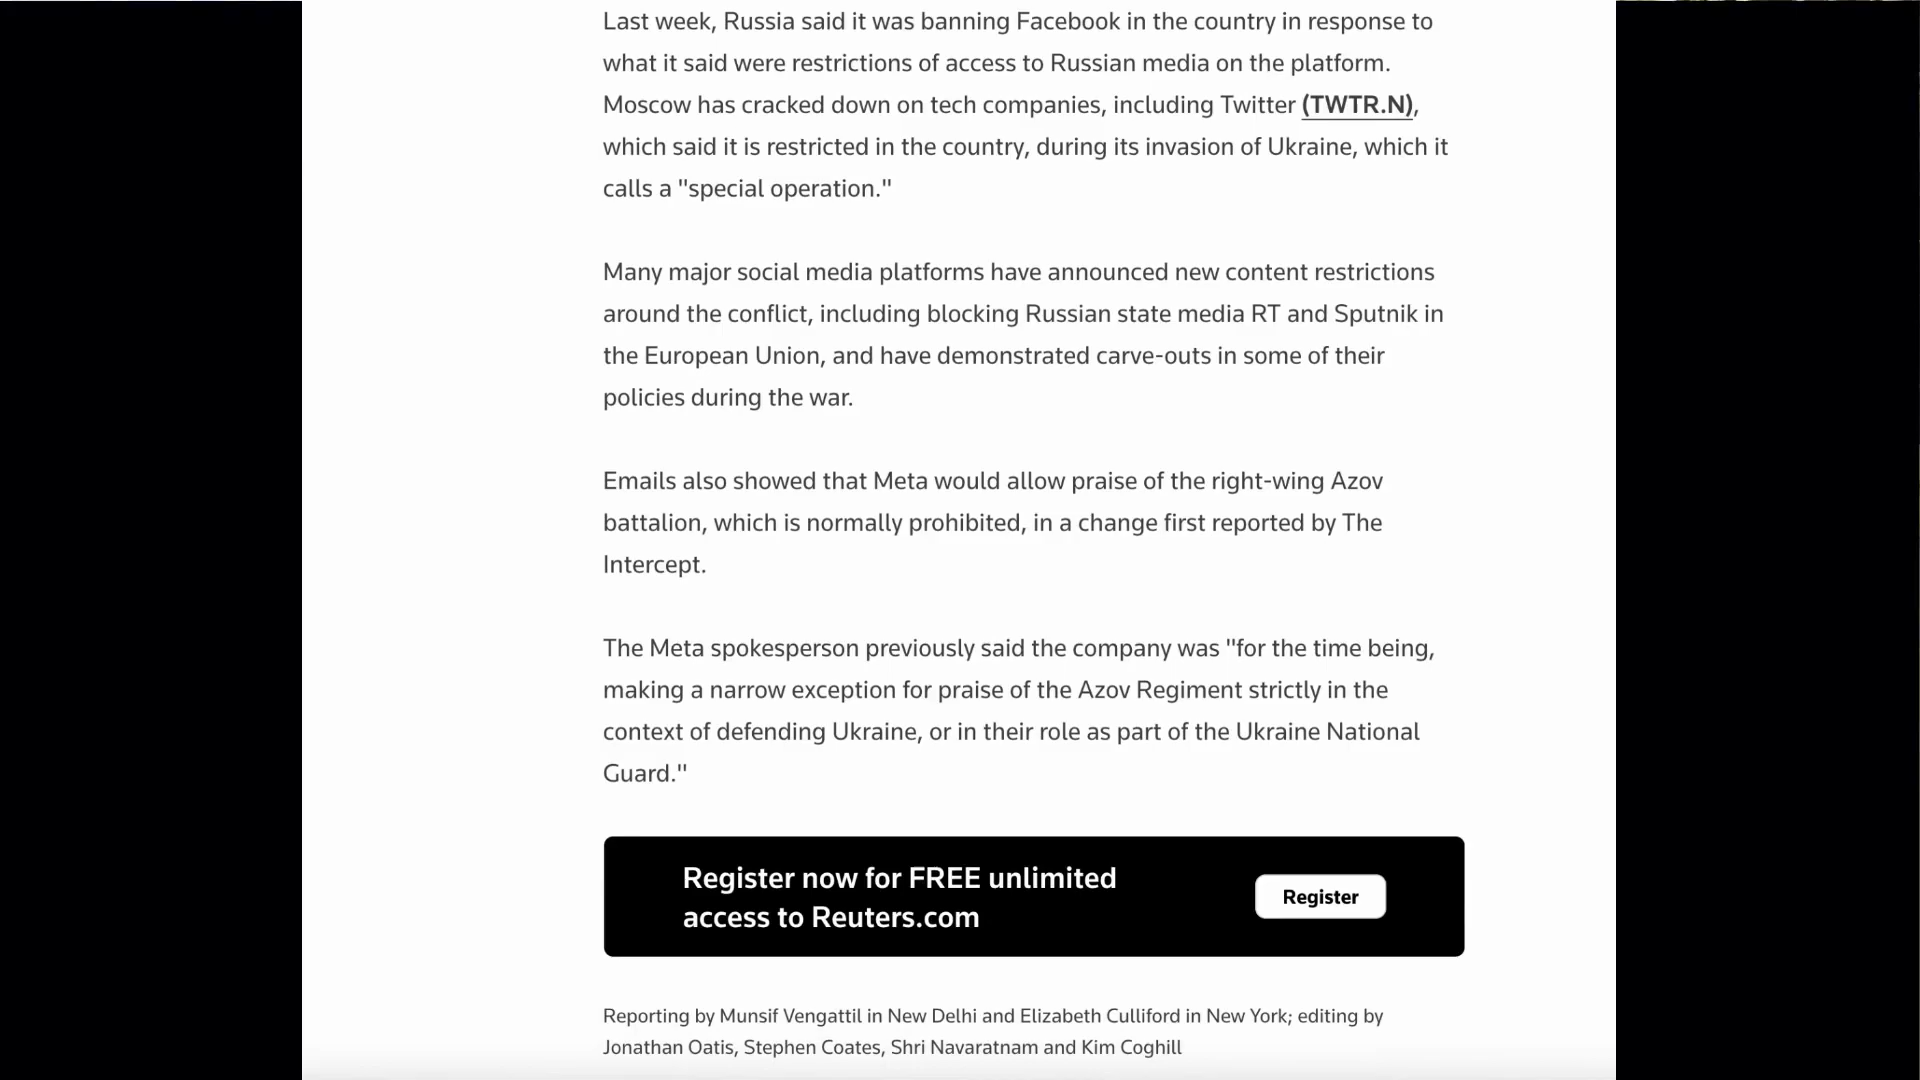 Last week, Russia said it was banning Facebook in the country in response to
what it said were restrictions of access to Russian media on the platform.
Moscow has cracked down on tech companies, including Twitter (TWTR.N),
which said it is restricted in the country, during its invasion of Ukraine, which it
calls a "special operation."
Many major social media platforms have announced new content restrictions
around the conflict, including blocking Russian state media RT and Sputnik in
the European Union, and have demonstrated carve-outs in some of their
policies during the war.
Emails also showed that Meta would allow praise of the right-wing Azov
battalion, which is normally prohibited, in a change first reported by The
Intercept.
The Meta spokesperson previously said the company was "for the time being,
making a narrow exception for praise of the Azov Regiment strictly in the
context of defending Ukraine, or in their role as part of the Ukraine National
Guard."
Register now for FREE unlimited
access to Reuters.com
Register
Reporting by Munsif Vengattil in New Delhi and Elizabeth Culliford in New York; editing by
Jonathan Oatis, Stephen Coates, Shri Navaratnam and Kim Coghill